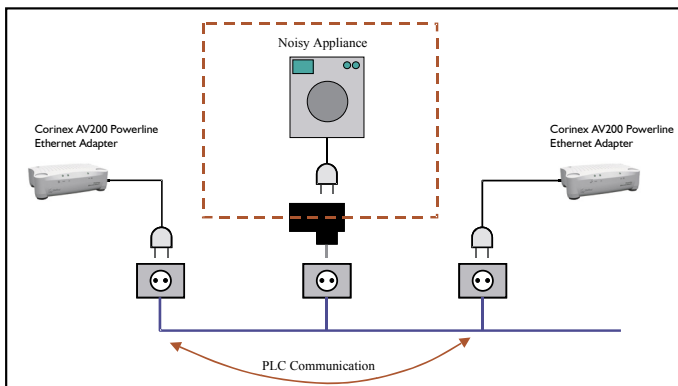 Noisy Appliance
Corinex AV200 Powerline
Ethernet Adapter
Corinex AV200 Powerline
Ethernet Adapter
PLC Communication